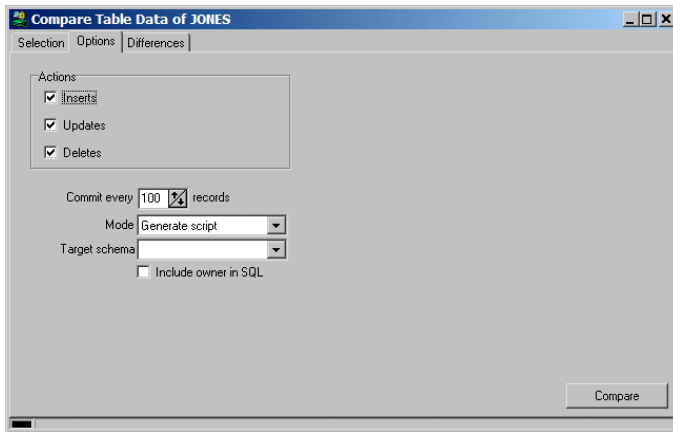 Compare Table Data of JONES
Selection Options Differences
Actions
Inserts
Updates
Deletes
Commit every 100 records
Mode Generate script
Target schema
Include owner in SQL
Compare